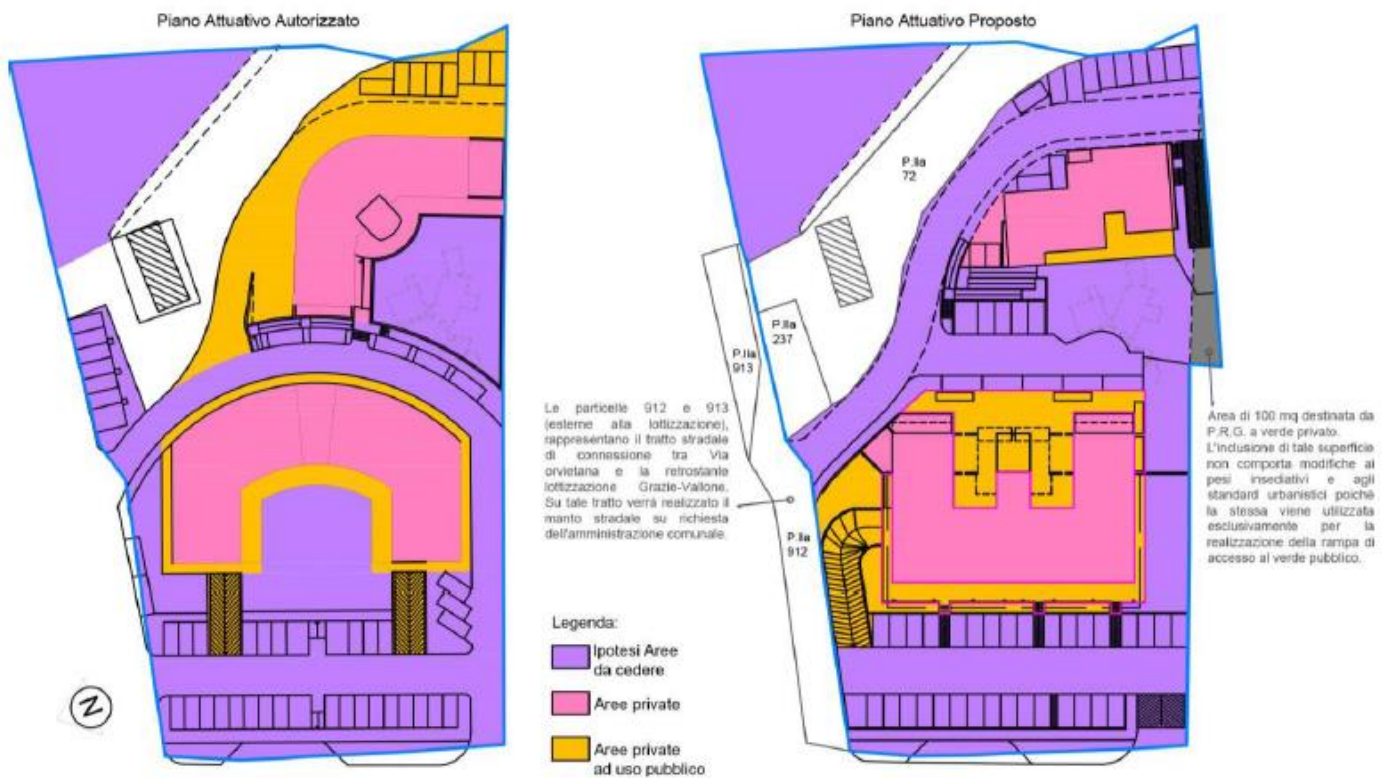 Piano Attuativo Autorizzato
Piano Attuativo Proposto
P.lla
72
P.lla
237
P.lla
913
P.lla
912
Le particelle 912 e 913
(esterne alla lottizzazione),
rappresentano il tratto stradale
di connessione tra Via
orvietana e la retrostante
lottizzazione Grazie-Vallone.
Su tale tratto verrà realizzato il
manto stradale su richiesta
dell'amministrazione comunale.
Area di 100 mq destinata da
P.R.G. a verde privato.
L'inclusione di tale superficie
non comporta modifiche ai
pesi insediativi e agli
standard urbanistici poichè
la stessa viene utilizzata
esclusivamente per la
realizzazione della rampa di
accesso al verde pubblico.
Legenda:
Ipotesi Aree
da cedere
Aree private
Aree private
ad uso pubblico
N